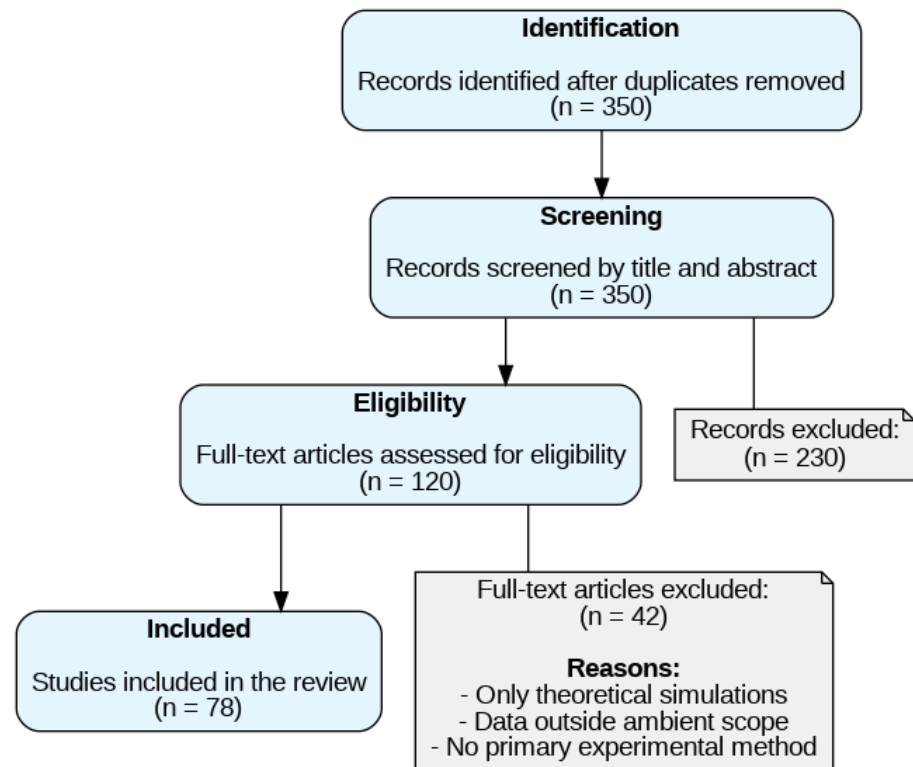 Identification
Records identified after duplicates removed
(n = 350)
Screening
Records screened by title and abstract
(n = 350)
Eligibility
Full-text articles assessed for eligibility
(n = 120)
Records excluded:
(n = 230)
Included
Studies included in the review
(n = 78)
Full-text articles excluded:
(n = 42)
Reasons:
- Only theoretical simulations
- Data outside ambient scope
- No primary experimental method